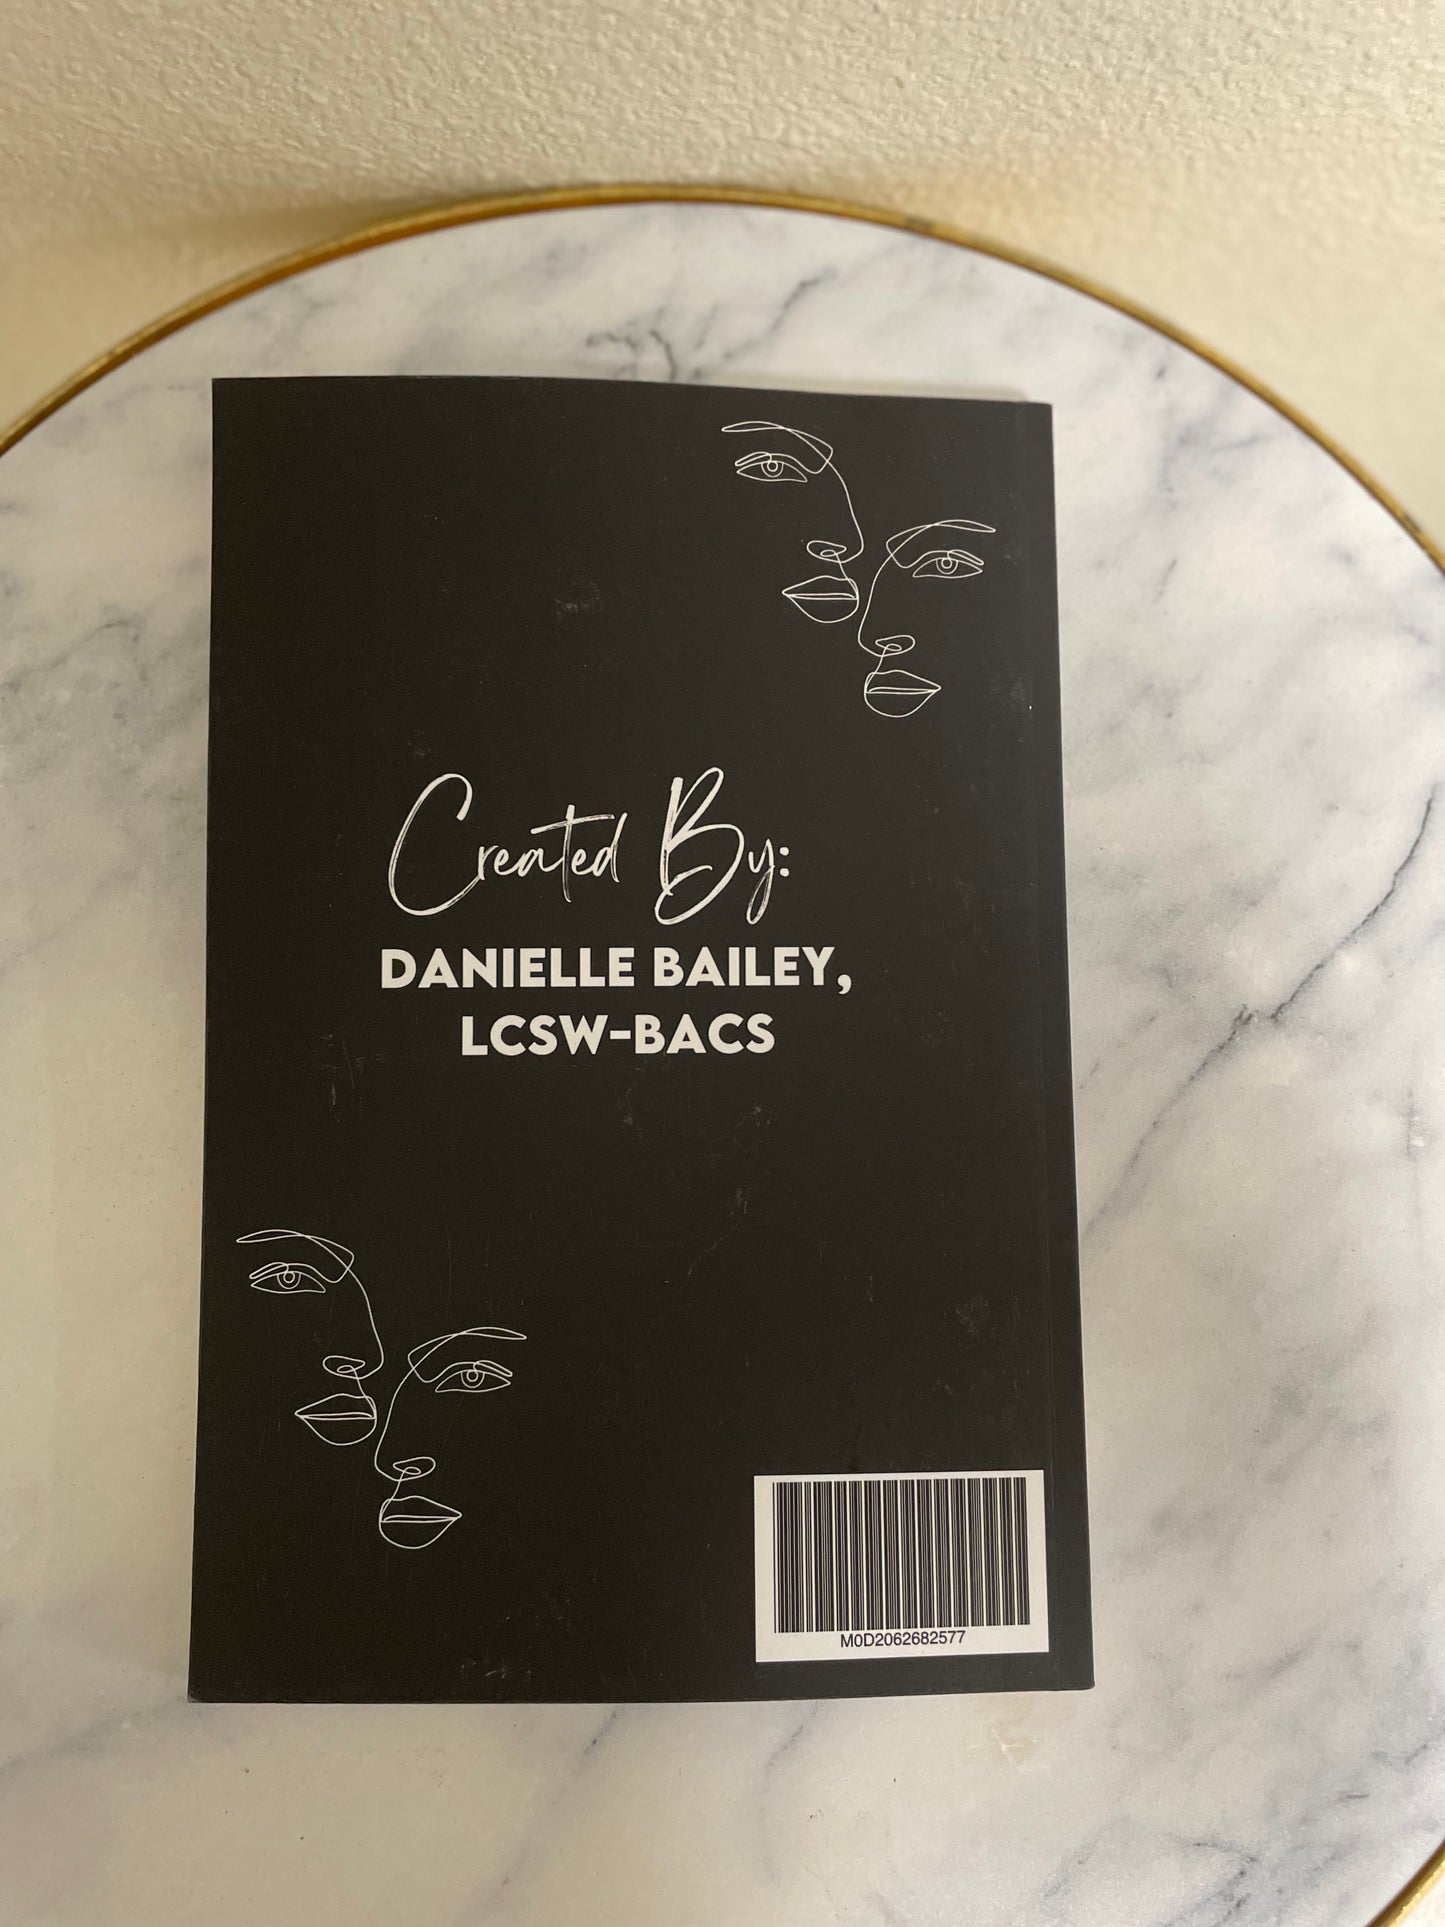 Created By:
DANIELLE BAILEY,
LCSW-BACS
M0D2062682577